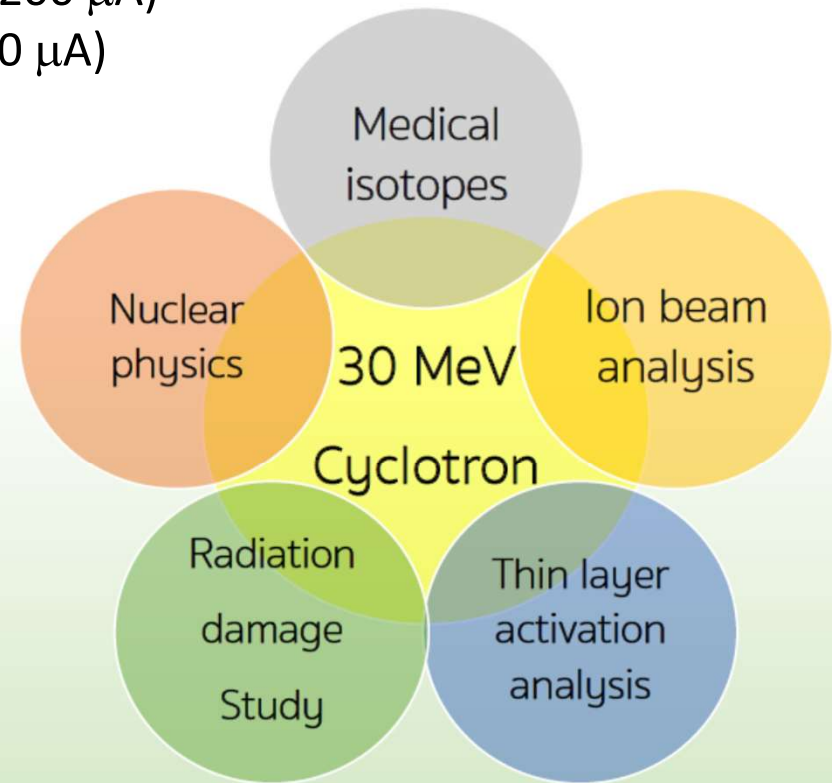 0 μA)
Medical
isotopes
Nuclear
physics
Ion beam
analysis
30 MeV
Cyclotron
Radiation
damage
Study
Thin layer
activation
analysis